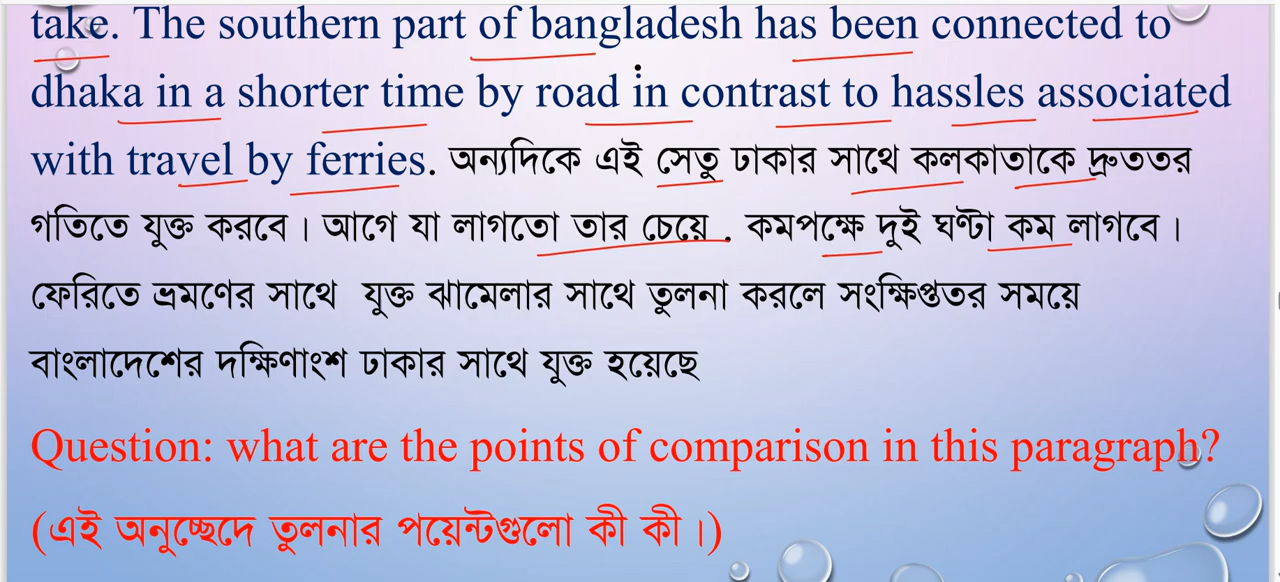 take. The southern part of bangladesh has been connected to
dhaka in a shorter time by road in contrast to hassles associated
with travel by ferries. অন্যদিকে এই সেতু ঢাকার সাথে কলকাতাকে দ্রুততর
গতিতে যুক্ত করবে। আগে যা লাগতো তার চেয়ে . কমপক্ষে দুই ঘণ্টা কম লাগবে।
ফেরিতে ভ্রমণের সাথে যুক্ত ঝামেলার সাথে তুলনা করলে সংক্ষিপ্ততর সময়ে
বাংলাদেশের দক্ষিণাংশ ঢাকার সাথে যুক্ত হয়েছে
Question: what are the points of comparison in this paragraph?
(এই অনুচ্ছেদে তুলনার পয়েন্টগুলো কী কী।)